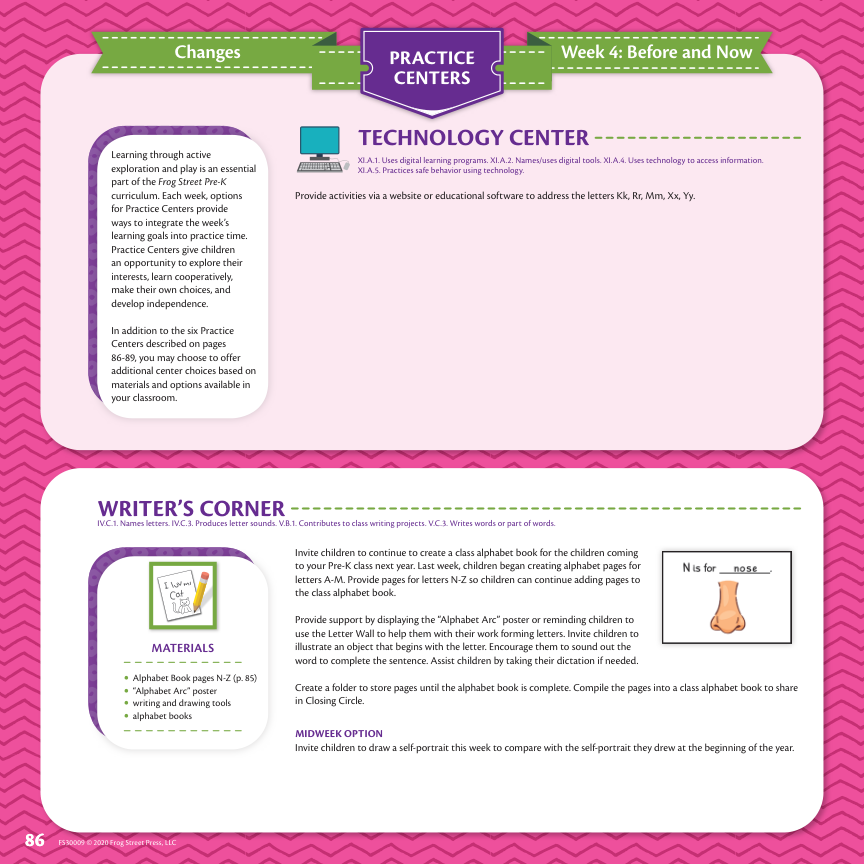 Changes
PRACTICE
CENTERS
Week 4: Before and Now
Learning through active
exploration and play is an essential
part of the Frog Street Pre-K
curriculum. Each week, options
for Practice Centers provide
ways to integrate the week's
learning goals into practice time.
Practice Centers give children
an opportunity to explore their
interests, learn cooperatively,
make their own choices, and
develop independence.
In addition to the six Practice
Centers described on pages
86-89, you may choose to offer
additional center choices based on
materials and options available in
your classroom.
TECHNOLOGY CENTER
XI.A.1. Uses digital learning programs. XI.A.2. Names/uses digital tools. XI.A.4. Uses technology to access information.
XI.A.5. Practices safe behavior using technology.
Provide activities via a website or educational software to address the letters Kk, Rr, Mm, Xx, Yy.
WRITER'S CORNER
IV.C.1. Names letters. IV.C.3. Produces letter sounds. V.B.1. Contributes to class writing projects. V.C.3. Writes words or part of words.
Cat
MATERIALS
• Alphabet Book pages N-Z (p. 85)
• "Alphabet Arc" poster
• writing and drawing tools
• alphabet books
Invite children to continue to create a class alphabet book for the children coming
to your Pre-K class next year. Last week, children began creating alphabet pages for
letters A-M. Provide pages for letters N-Z so children can continue adding pages to
the class alphabet book.
Provide support by displaying the "Alphabet Arc" poster or reminding children to
use the Letter Wall to help them with their work forming letters. Invite children to
illustrate an object that begins with the letter. Encourage them to sound out the
word to complete the sentence. Assist children by taking their dictation if needed.
Create a folder to store pages until the alphabet book is complete. Compile the pages into a class alphabet book to share
in Closing Circle.
N is for nose.
MIDWEEK OPTION
Invite children to draw a self-portrait this week to compare with the self-portrait they drew at the beginning of the year.
86
FS30009 © 2020 Frog Street Press, LLC